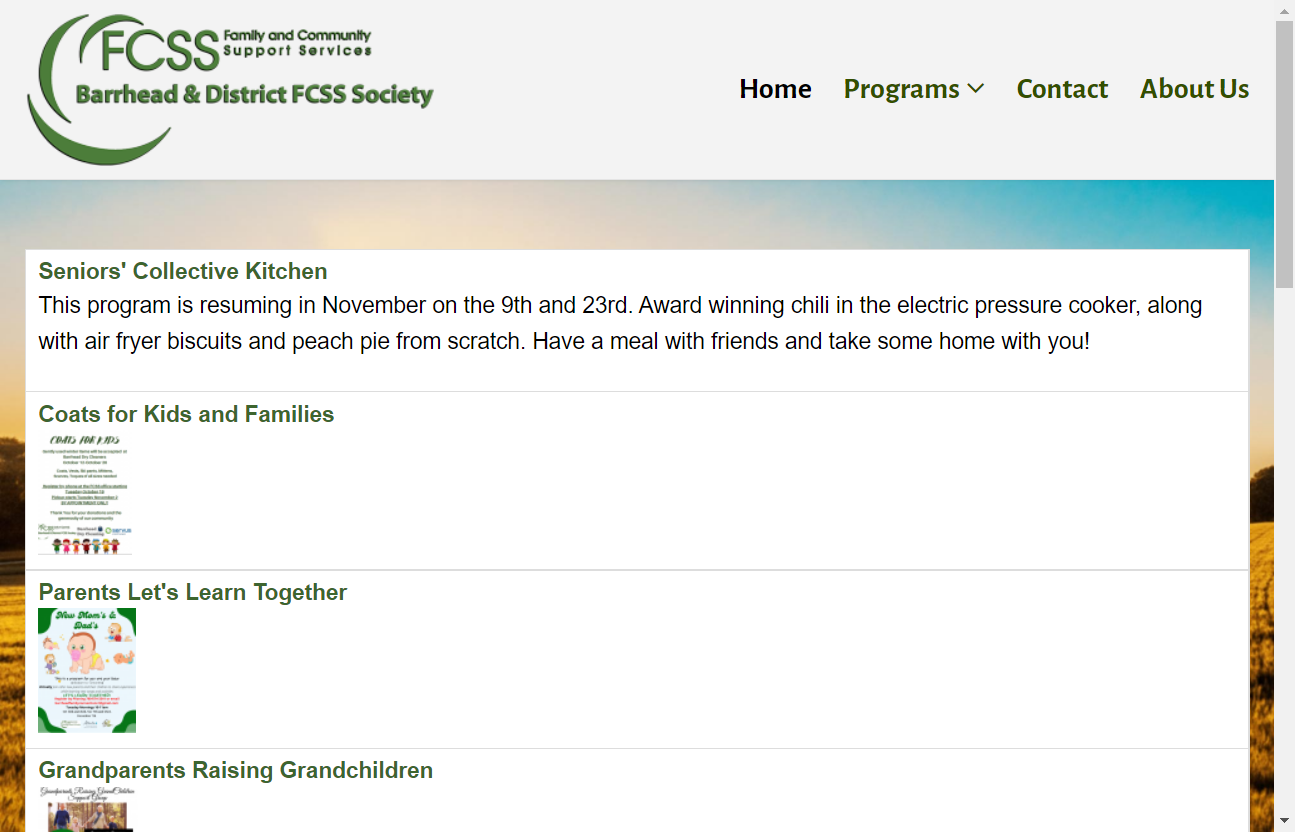 FCSS Family and Community
Support Services
Barrhead & District FCSS Society
Home Programs Contact About Us
Seniors' Collective Kitchen
This program is resuming in November on the 9th and 23rd. Award winning chili in the electric pressure cooker, along
with air fryer biscuits and peach pie from scratch. Have a meal with friends and take some home with you!
Coats for Kids and Families
COATS FOR KIDS
Parents Let's Learn Together
New Mom's &
Dad's
Grandparents Raising Grandchildren
Grandparents Raising GrandChildren
Support Group